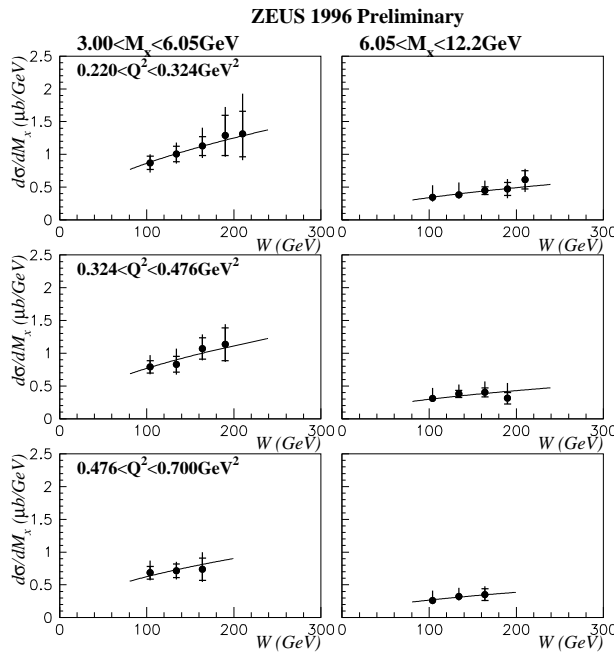 ZEUS 1996 Preliminary
3.00<M_x<6.05GeV
6.05<M_x<12.2GeV
0.220<Q²<0.324GeV²
dσ/dM_x (μb/GeV)
2.5
2
1.5
1
0.5
0
0
100
200
300
0
100
200
300
W (GeV)
W (GeV)
0.324<Q²<0.476GeV²
dσ/dM_x (μb/GeV)
2.5
2
1.5
1
0.5
0
0
100
200
300
0
100
200
300
W (GeV)
W (GeV)
0.476<Q²<0.700GeV²
dσ/dM_x (μb/GeV)
2.5
2
1.5
1
0.5
0
0
100
200
300
0
100
200
300
W (GeV)
W (GeV)